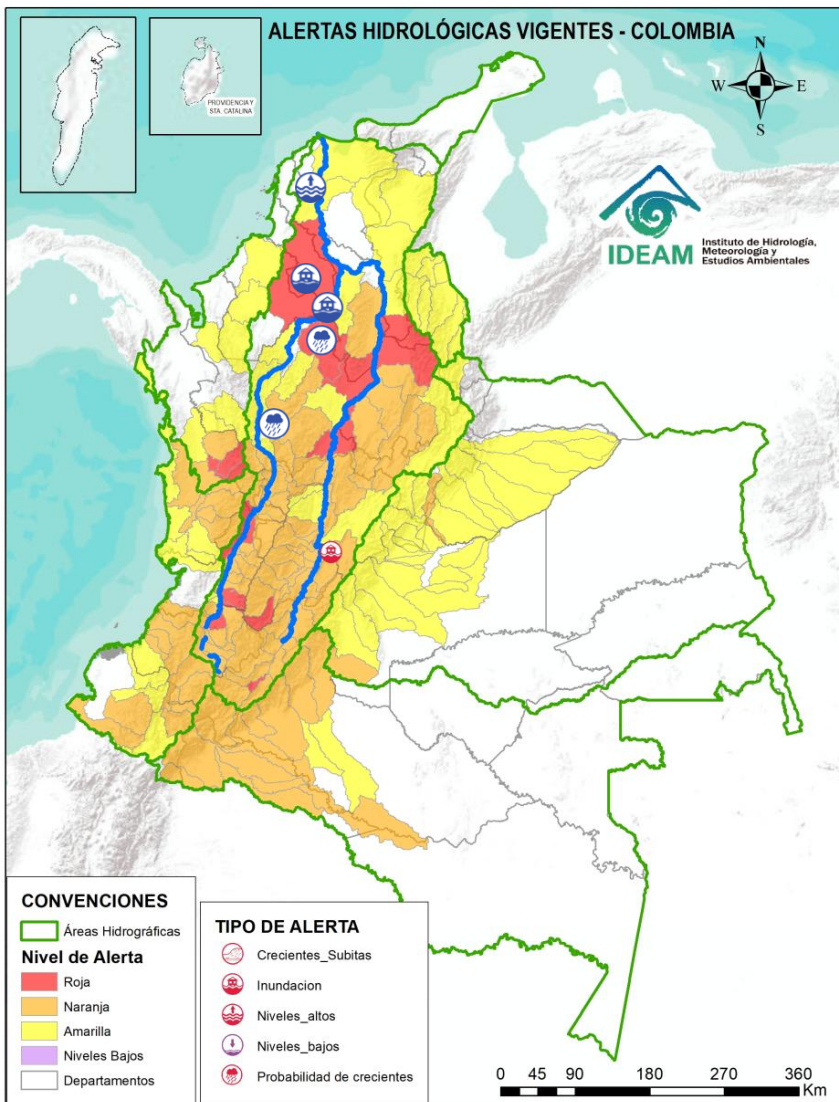 ALERTAS HIDROLÓGICAS VIGENTES - COLOMBIA
PROVIDENCIA Y
STA. CATALINA
N
W
E
S
IDEAM
Instituto de Hidrología,
Meteorología y
Estudios Ambientales
CONVENCIONES
Áreas Hidrográficas
Nivel de Alerta
Roja
Naranja
Amarilla
Niveles Bajos
Departamentos
TIPO DE ALERTA
Crecientes_Subitas
Inundacion
Niveles_altos
Niveles_bajos
Probabilidad de crecientes
0 45 90 180 270 360
Km